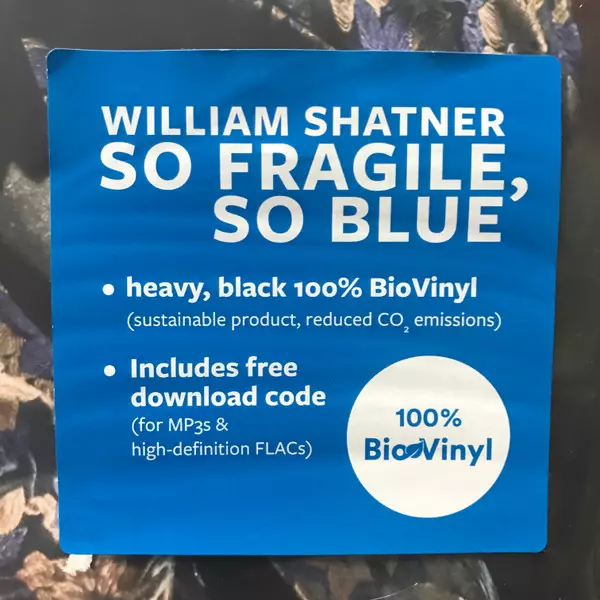 WILLIAM SHATNER
SO FRAGILE,
SO BLUE
• heavy, black 100% BioVinyl
(sustainable product, reduced CO₂ emissions)
• Includes free
download code
(for MP3s &
high-definition FLACs)
100%
BioVinyl